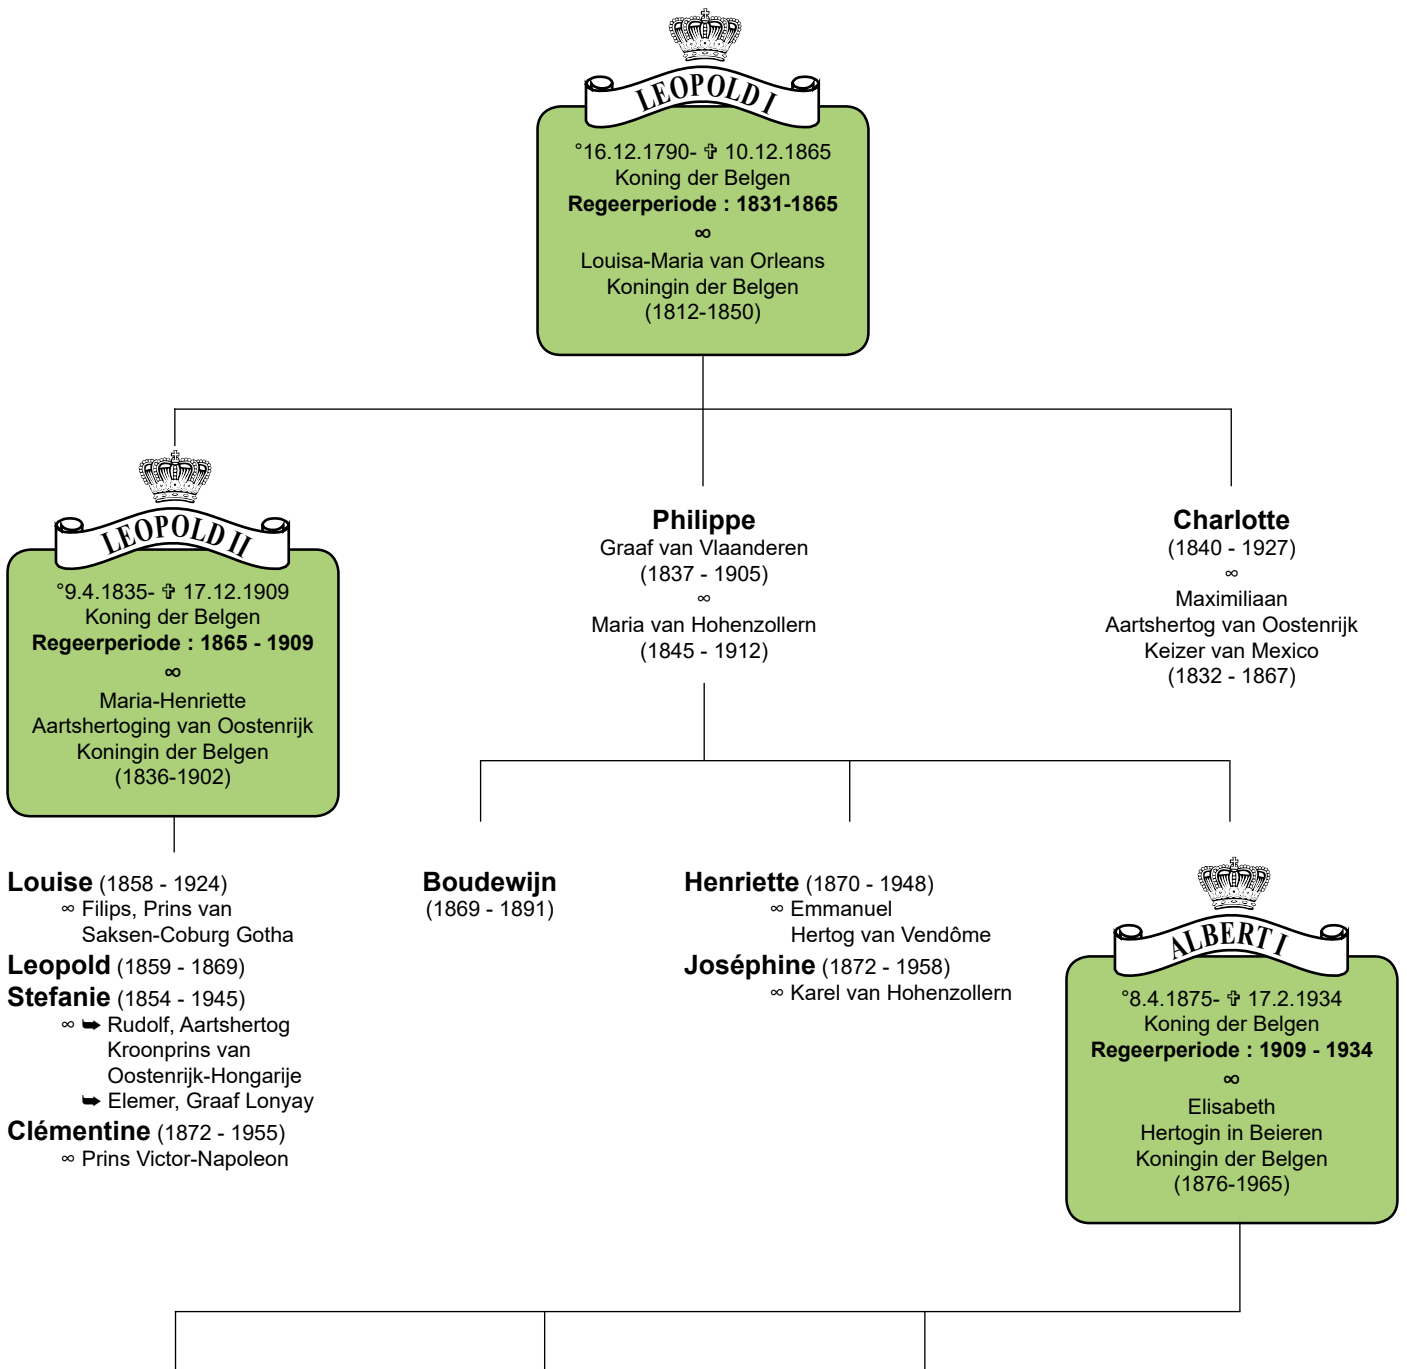 LEOPOLD I
°16.12.1790- ✞ 10.12.1865
Koning der Belgen
Regeerperiode : 1831-1865
∞
Louisa-Maria van Orleans
Koningin der Belgen
(1812-1850)
LEOPOLD II
°9.4.1835- ✞ 17.12.1909
Koning der Belgen
Regeerperiode : 1865 - 1909
∞
Maria-Henriette
Aartshertoging van Oostenrijk
Koningin der Belgen
(1836-1902)
Philippe
Graaf van Vlaanderen
(1837 - 1905)
∞
Maria van Hohenzollern
(1845 - 1912)
Charlotte
(1840 - 1927)
∞
Maximiliaan
Aartshertog van Oostenrijk
Keizer van Mexico
(1832 - 1867)
Louise (1858 - 1924)
∞ Filips, Prins van
Saksen-Coburg Gotha
Leopold (1859 - 1869)
Stefanie (1854 - 1945)
∞ ➥ Rudolf, Aartshertog
Kroonprins van
Oostenrijk-Hongarije
➥ Elemer, Graaf Lonyay
Clémentine (1872 - 1955)
∞ Prins Victor-Napoleon
Boudewijn
(1869 - 1891)
Henriette (1870 - 1948)
∞ Emmanuel
Hertog van Vendôme
Joséphine (1872 - 1958)
∞ Karel van Hohenzollern
ALBERT I
°8.4.1875- ✞ 17.2.1934
Koning der Belgen
Regeerperiode : 1909 - 1934
∞
Elisabeth
Hertogin in Beieren
Koningin der Belgen
(1876-1965)